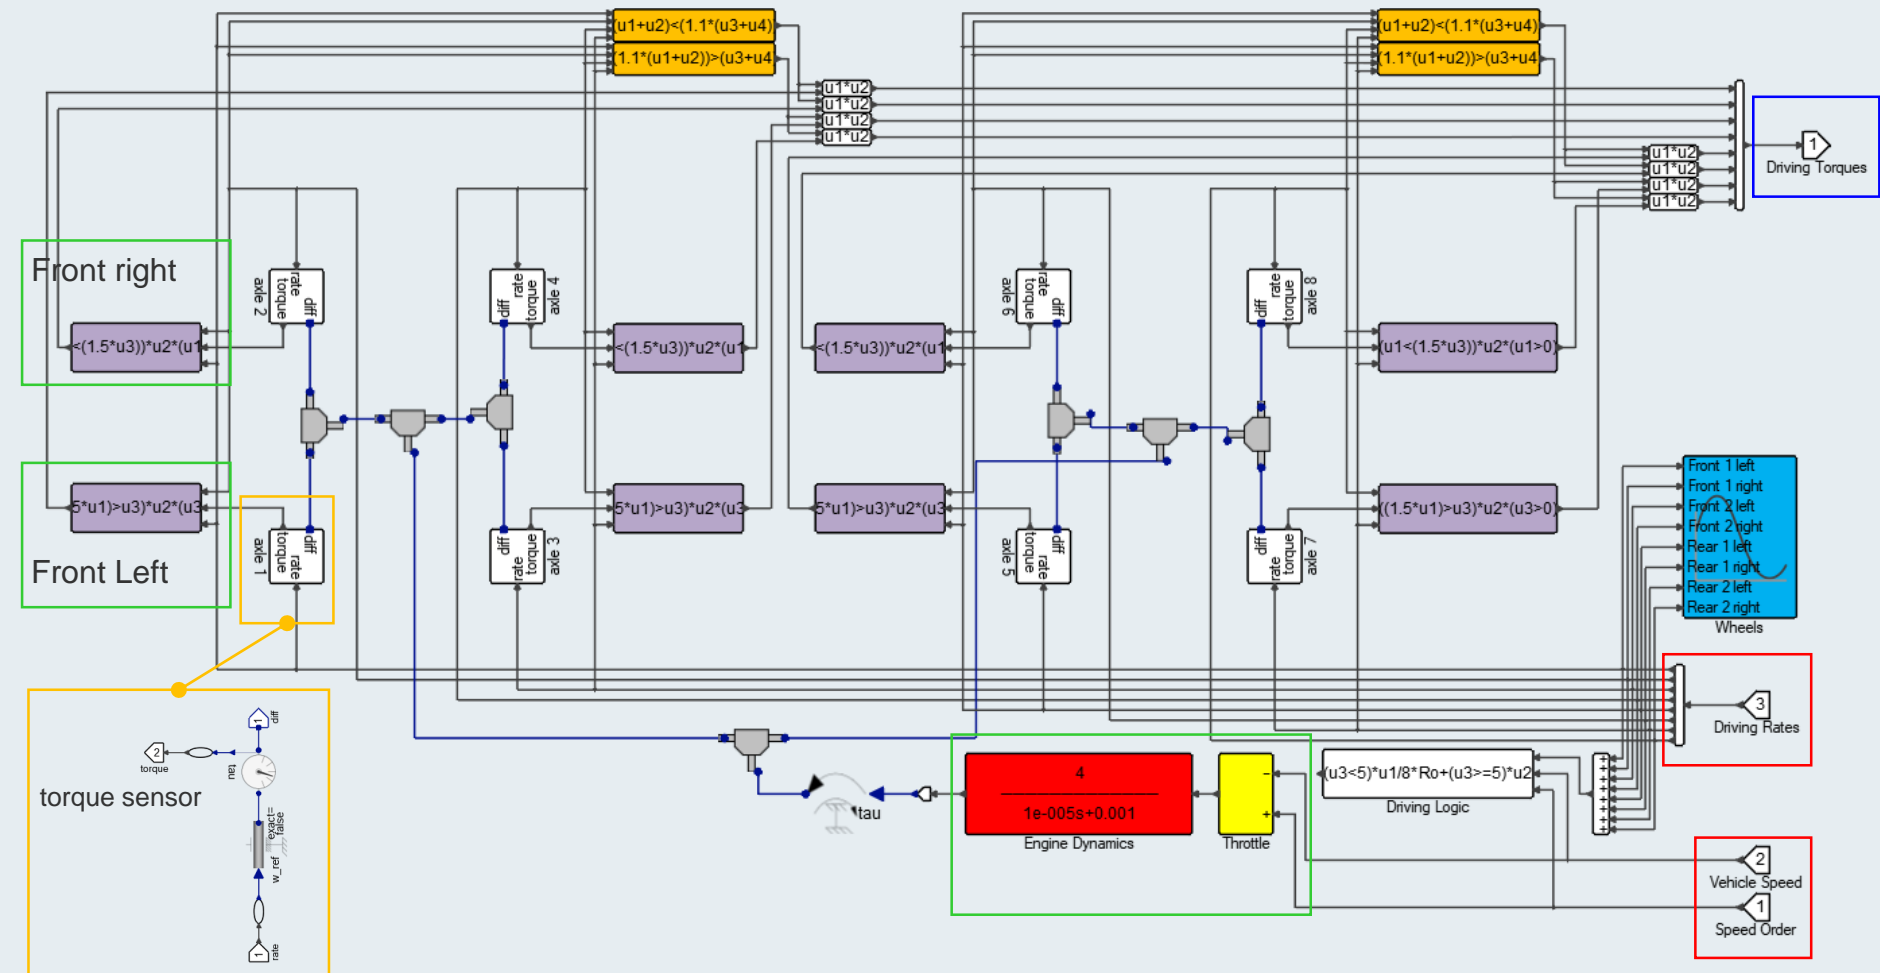 (u1+u2)<(1.1*(u3+u4)
(1.1*(u1+u2))>(u3+u4
(u1+u2)<(1.1*(u3+u4)
(1.1*(u1+u2))>(u3+u4
u1*u2
u1*u2
u1*u2
u1*u2
u1*u2
u1*u2
u1*u2
u1*u2
1
Driving Torques
Front right
axle 2
rate
torque
diff
axle 4
rate
torque
diff
axle 6
rate
torque
diff
axle 8
rate
torque
diff
<(1.5*u3))*u2*(u1
<(1.5*u3))*u2*(u1
<(1.5*u3))*u2*(u1
(u1<(1.5*u3))*u2*(u1>0)
5*u1)>u3)*u2*(u3
5*u1)>u3)*u2*(u3
5*u1)>u3)*u2*(u3
((1.5*u1)>u3)*u2*(u3>0)
Front Left
axle 1
torque
rate
diff
axle 3
diff
rate
torque
axle 5
torque
rate
diff
axle 7
diff
rate
torque
Front 1 left
Front 1 right
Front 2 left
Front 2 right
Rear 1 left
Rear 1 right
Rear 2 left
Rear 2 right
Wheels
3
Driving Rates
1
diff
2
torque
tau
torque sensor
exact=
false
w_ref
1
rate
tau
4
1e-005s+0.001
Engine Dynamics
−
+
Throttle
(u3<5)*u1/8*Ro+(u3>=5)*u2
Driving Logic
+
+
+
+
+
+
+
+
2
Vehicle Speed
1
Speed Order